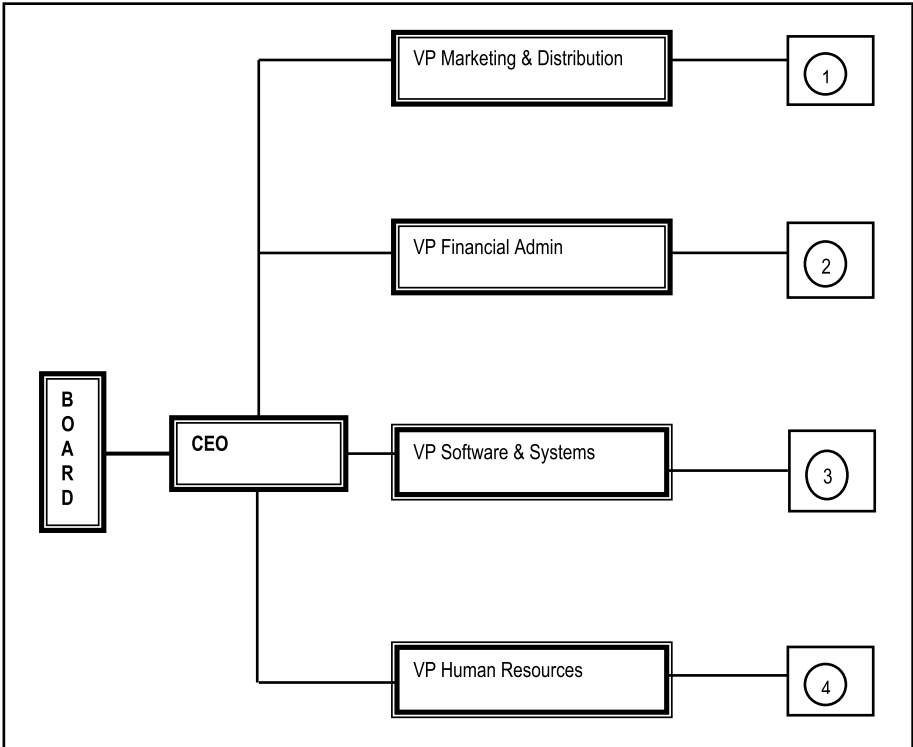 VP Marketing & Distribution
1
VP Financial Admin
2
B
O
A
R
D
CEO
VP Software & Systems
3
VP Human Resources
4